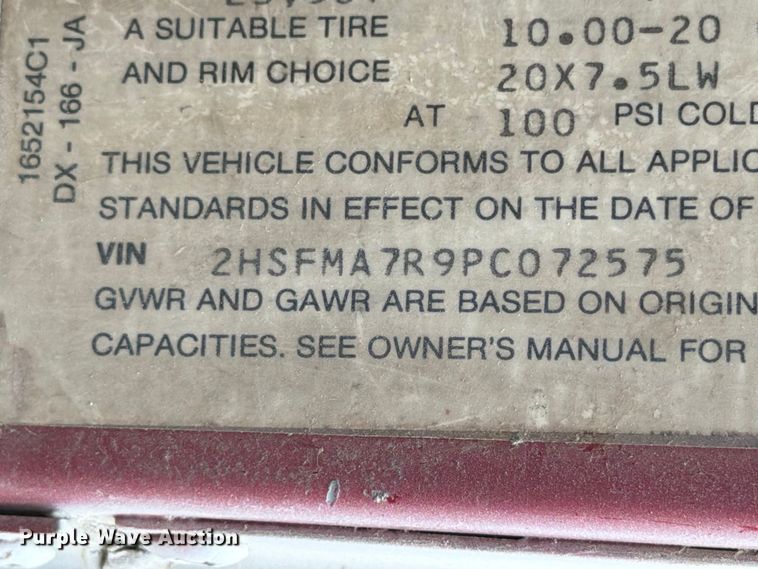 A SUITABLE TIRE 10.00-20
AND RIM CHOICE 20X7.5LW
AT 100 PSI COLD
THIS VEHICLE CONFORMS TO ALL APPLIC
STANDARDS IN EFFECT ON THE DATE OF
VIN 2HSFMA7R9PC072575
GVWR AND GAWR ARE BASED ON ORIGIN
CAPACITIES. SEE OWNER'S MANUAL FOR
1652154C1
DX - 166 - JA
Purple Wave Auction